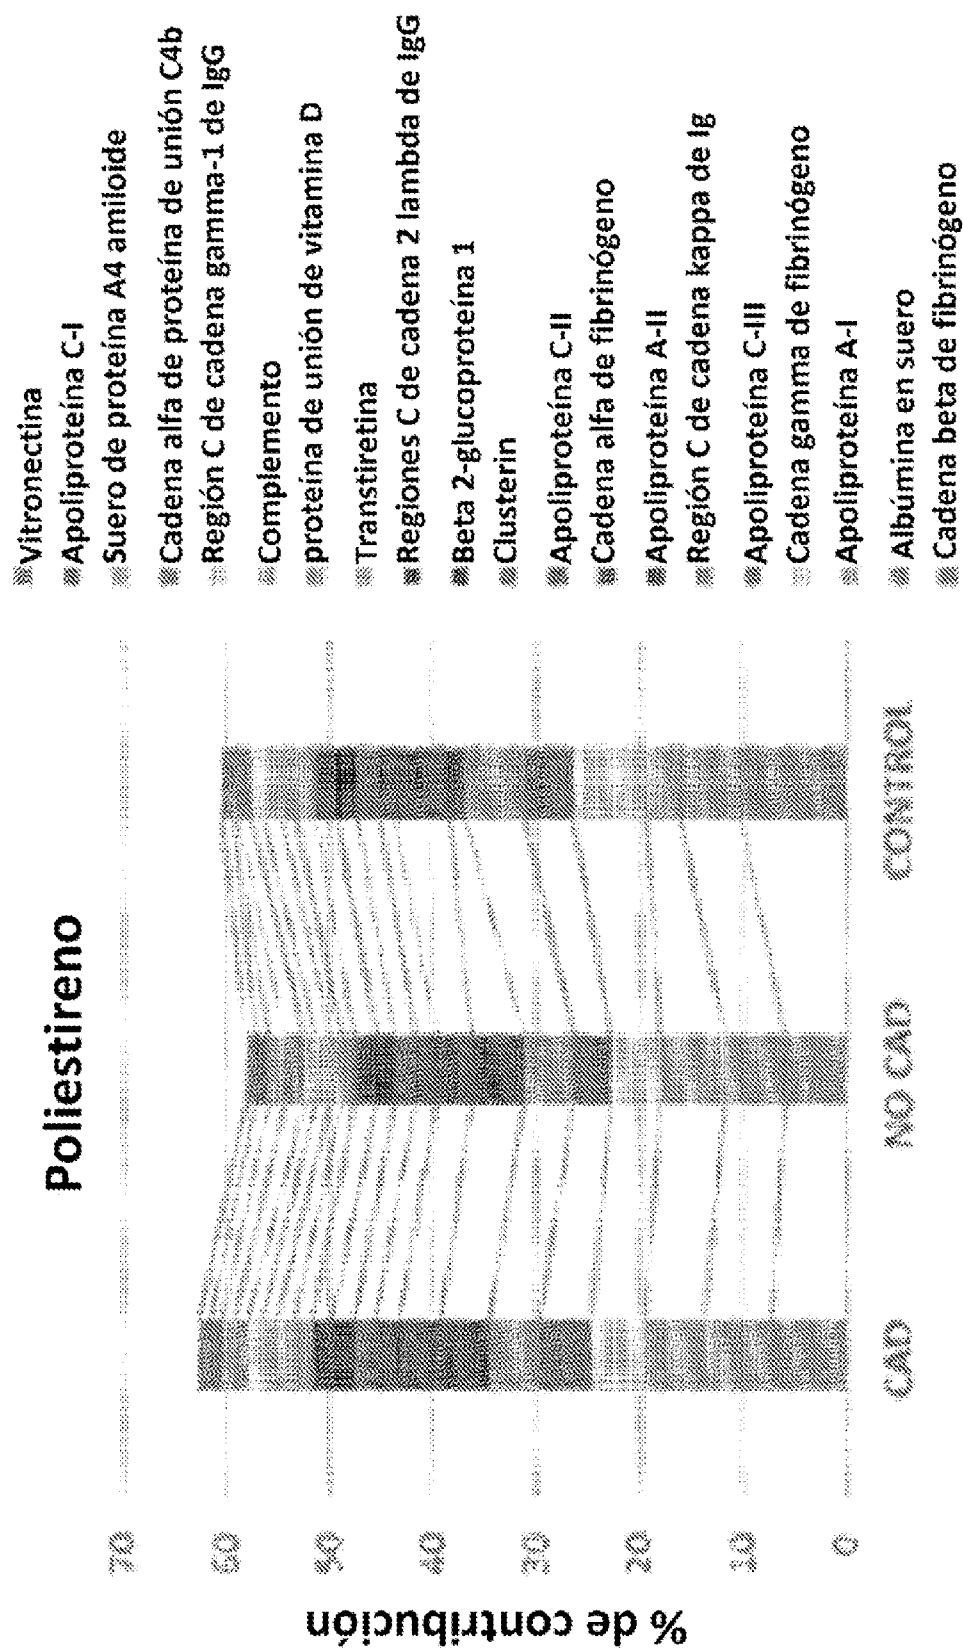 Poliestireno
% de contribución
70
60
50
40
30
20
10
0
CAD
NO CAD
CONTROL
Vitronectina
Apoliproteína C-I
Suero de proteína A4 amiloide
Cadena alfa de proteína de unión C4b
Región C de cadena gamma-1 de IgG
Complemento
proteína de unión de vitamina D
Transtiretina
Regiones C de cadena 2 lambda de IgG
Beta 2-glucoproteína 1
Clusterin
Apoliproteína C-II
Cadena alfa de fibrinógeno
Apoliproteína A-II
Región C de cadena kappa de Ig
Apoliproteína C-III
Cadena gamma de fibrinógeno
Apoliproteína A-I
Albúmina en suero
Cadena beta de fibrinógeno